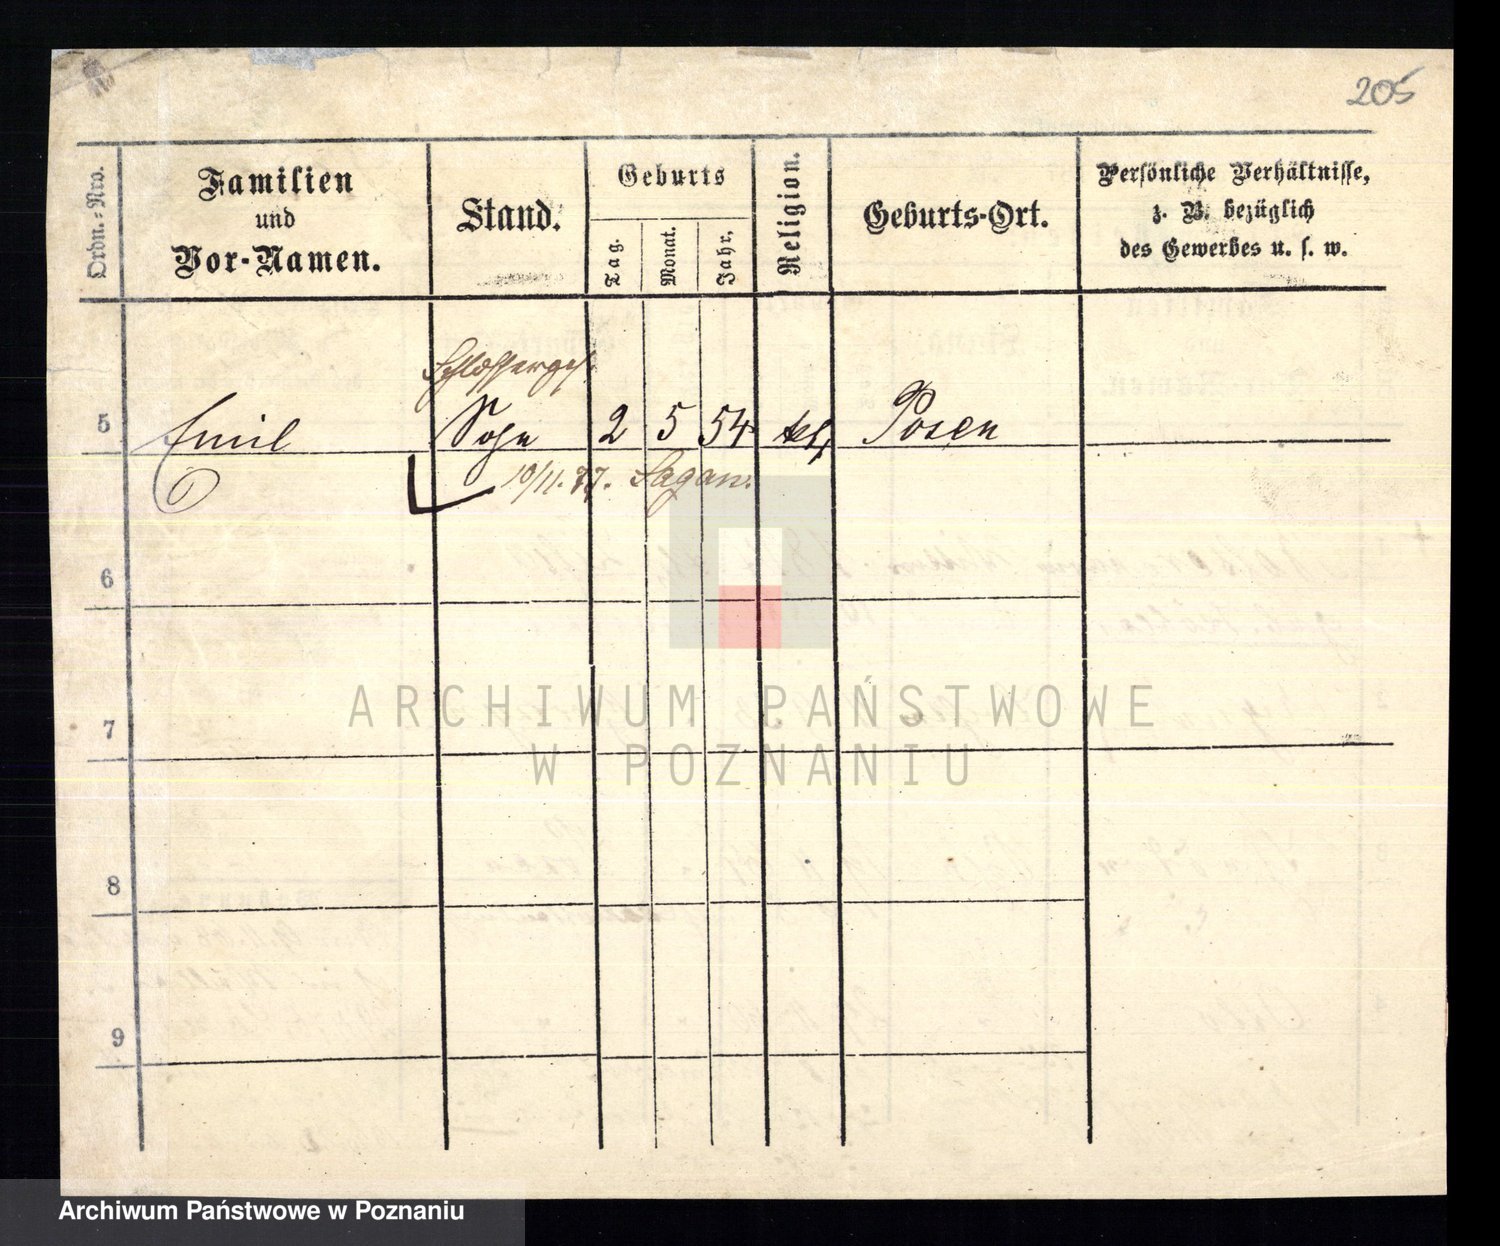 205
Ordn.-Nro.
Familien
und
Vor-Namen.
Stand.
Geburts
Tag.
Monat.
Jahr.
Religion.
Geburts-Ort.
Persönliche Verhältnisse,
z. B. bezüglich
des Gewerbes u. s. w.
5 Emil Sohn 2 5 54 Posen
10/11. 77. Sagan.
6
7
8
9
ARCHIWUM PAŃSTWOWE
W POZNANIU
Archiwum Państwowe w Poznaniu